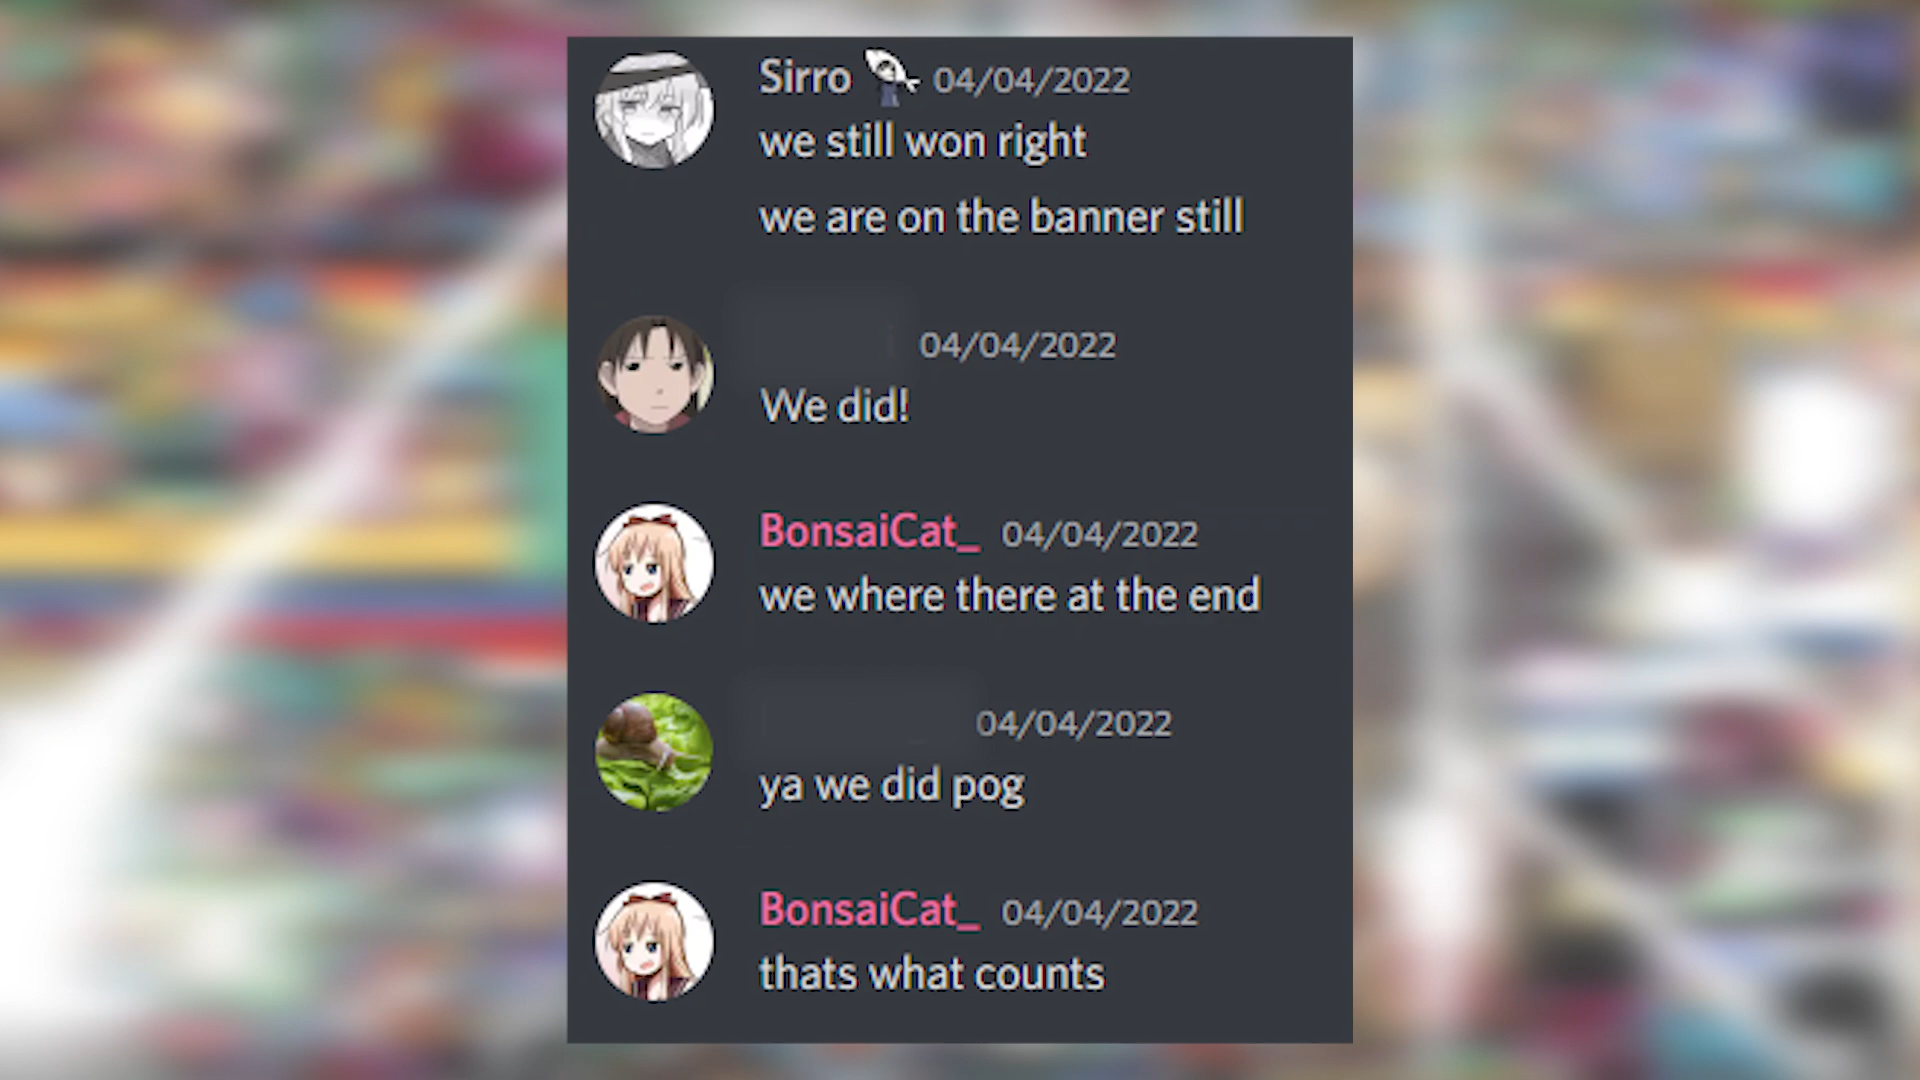 Sirro 04/04/2022
we still won right
we are on the banner still
04/04/2022
We did!
BonsaiCat_ 04/04/2022
we where there at the end
04/04/2022
ya we did pog
BonsaiCat_ 04/04/2022
thats what counts